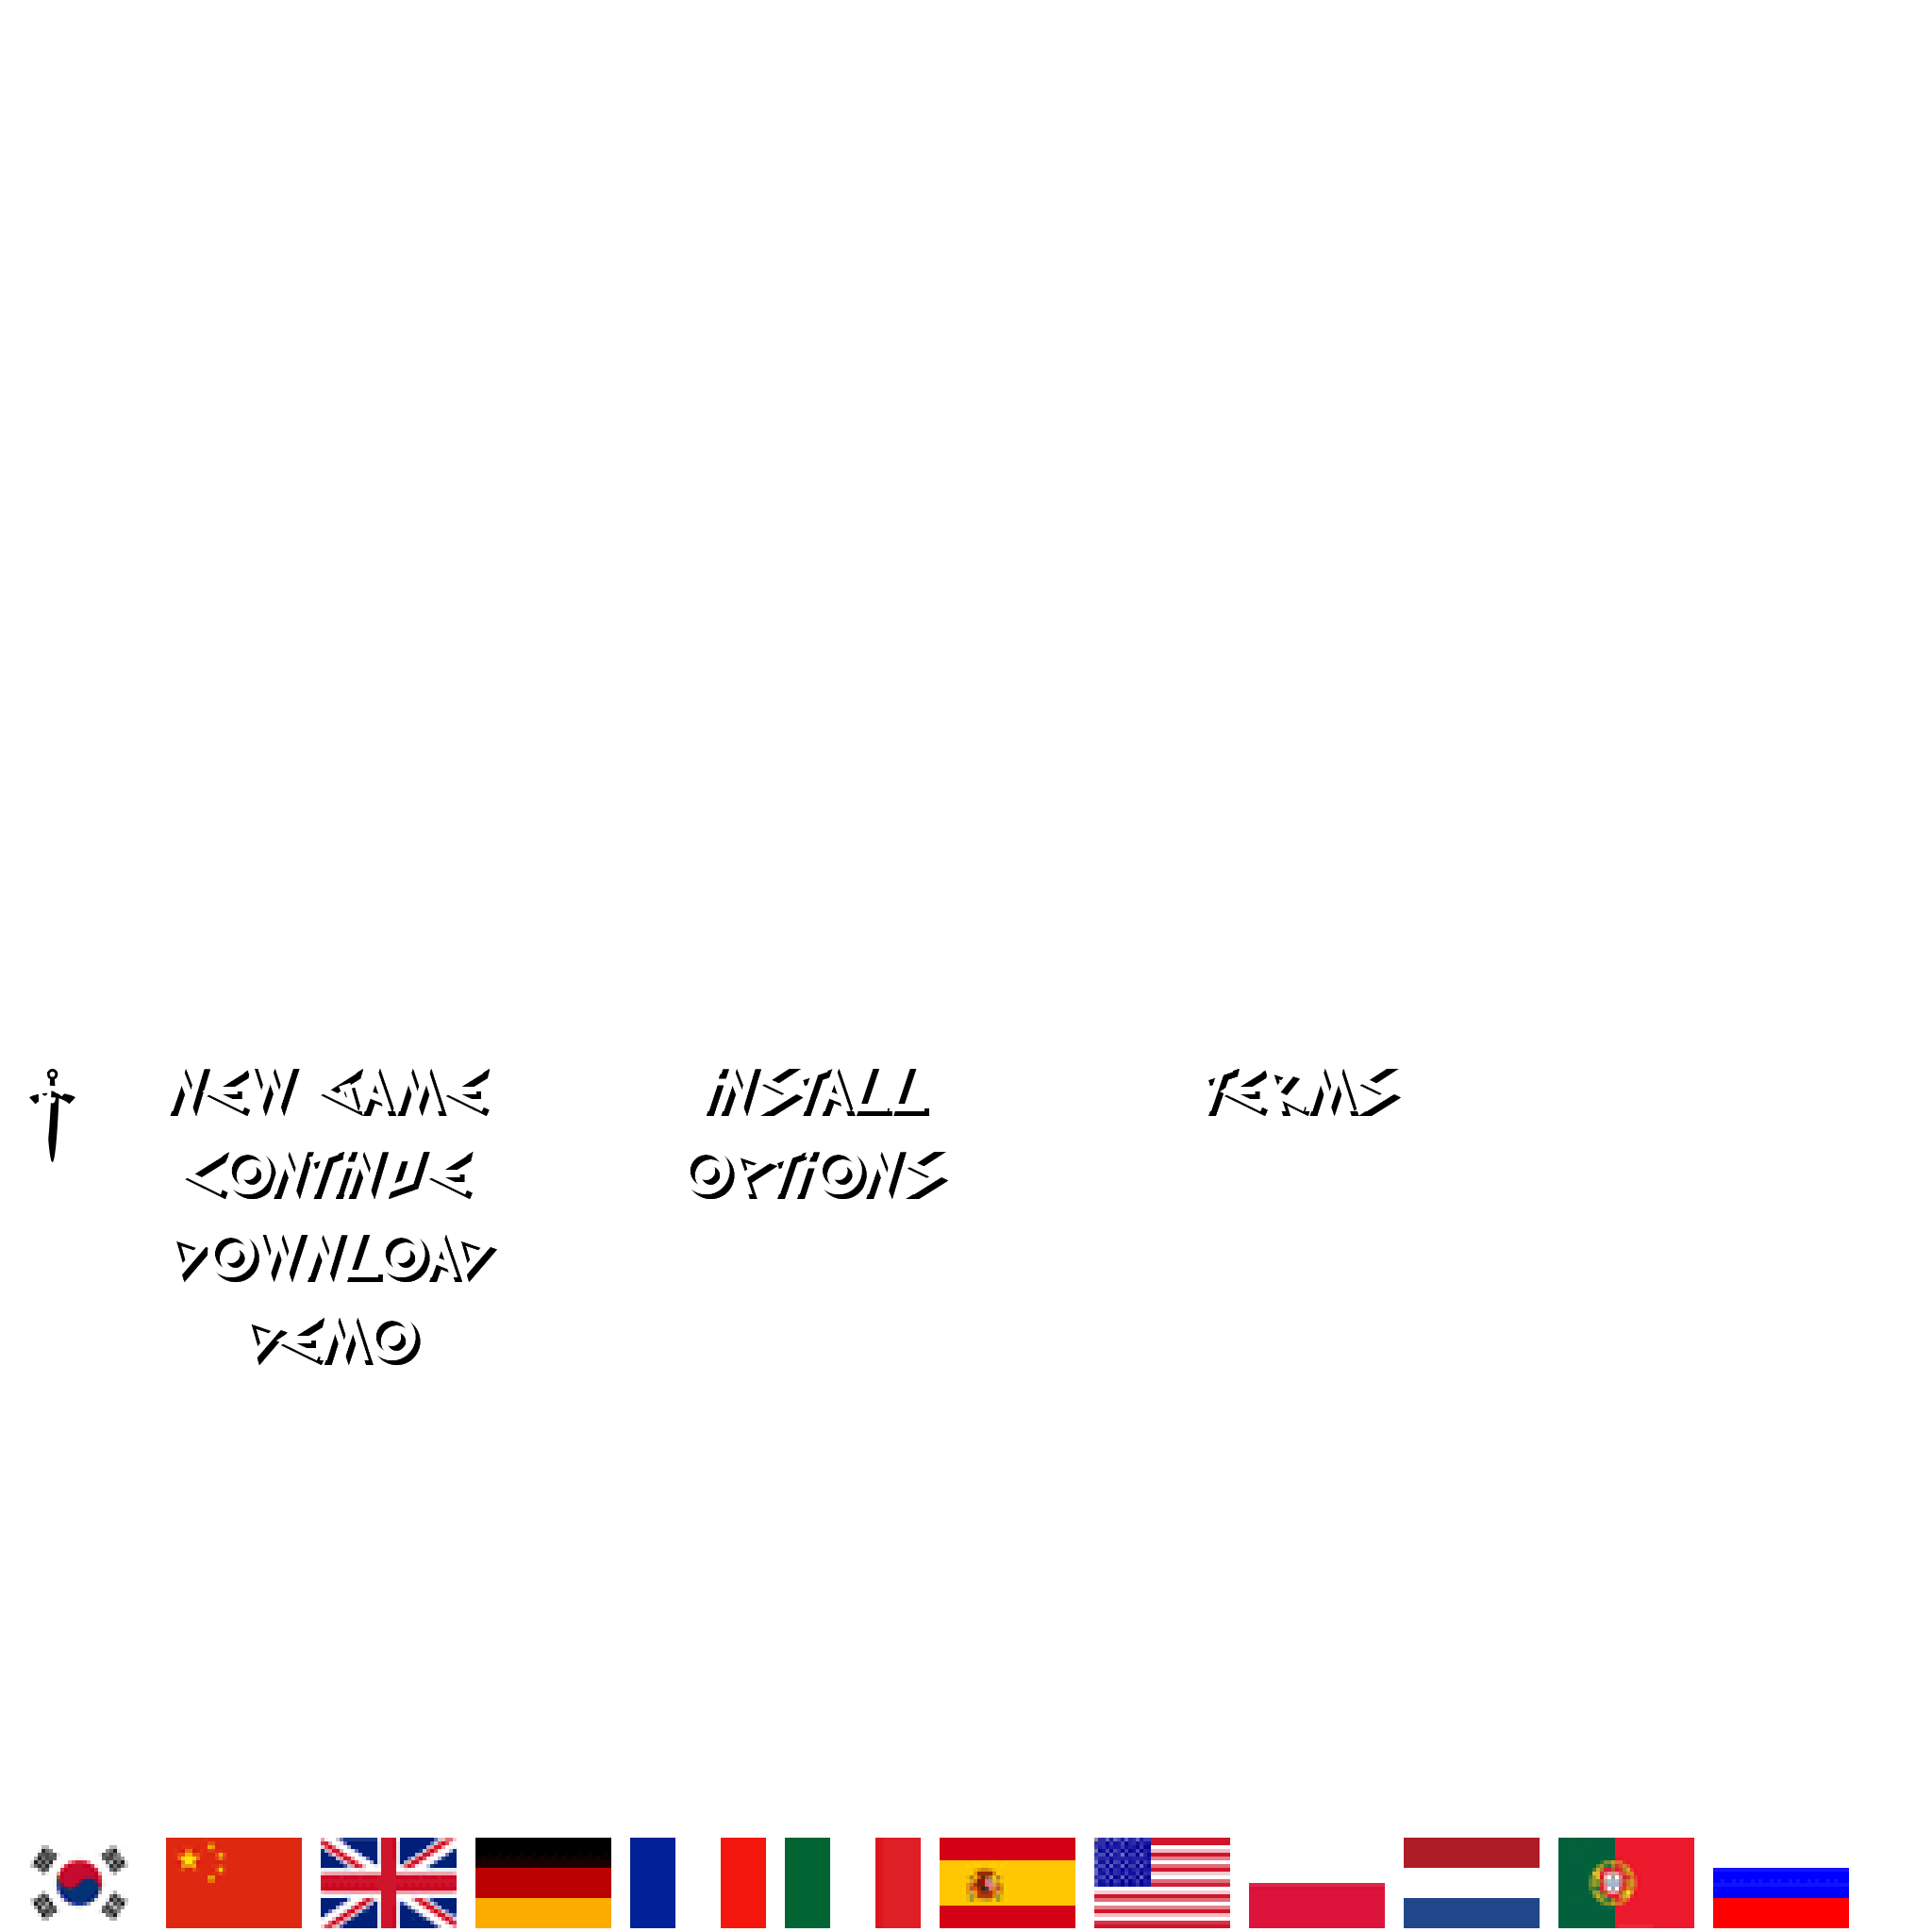 NEW GAME
CONTiNUE
DOWNLOAD
DEMO
iNSTALL
OPTiONS
TERMS